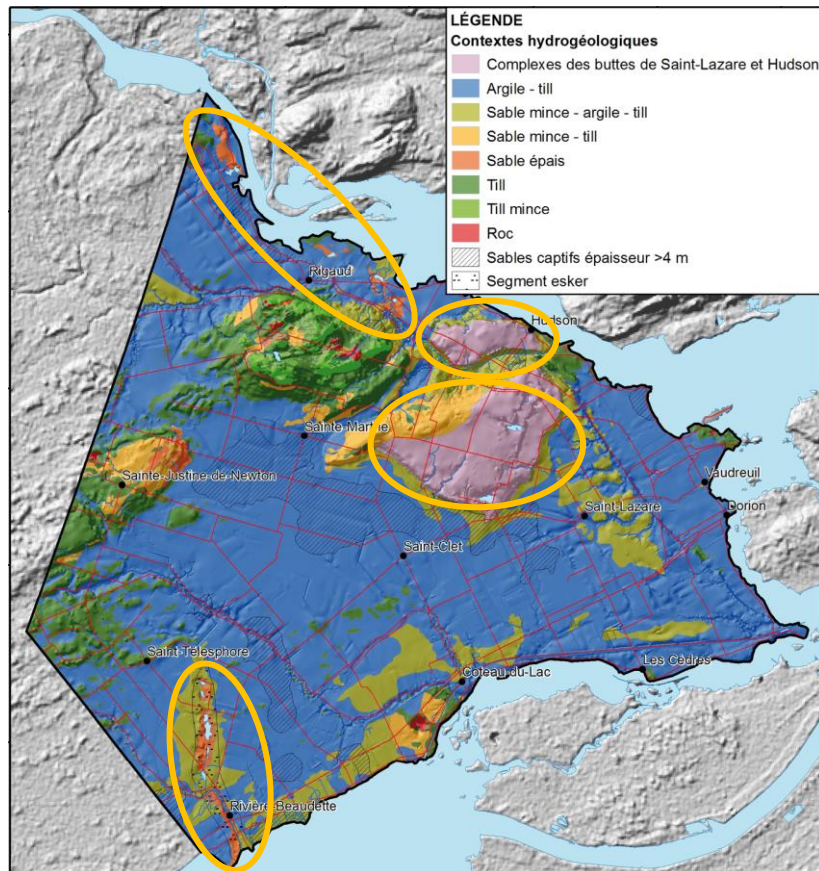 LÉGENDE
Contextes hydrogéologiques
Complexes des buttes de Saint-Lazare et Hudson
Argile - till
Sable mince - argile - till
Sable mince - till
Sable épais
Till
Till mince
Roc
Sables captifs épaisseur >4 m
Segment esker
Rigaud
Hudson
Sainte-Marthe
Sainte-Justine-de-Newton
Vaudreuil
Saint-Lazare
Dorion
Saint-Clet
Saint-Télesphore
Les Cèdres
Coteau-du-Lac
Rivière-Beaudette